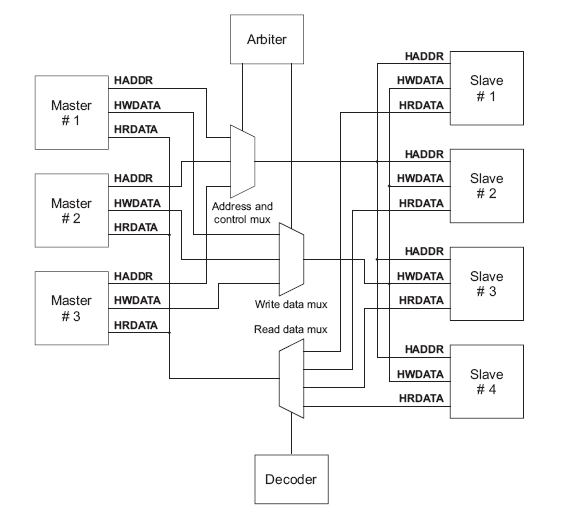 Arbiter
Master
# 1
HADDR
HWDATA
HRDATA
Master
# 2
HADDR
HWDATA
HRDATA
Master
# 3
HADDR
HWDATA
HRDATA
Address and
control mux
Write data mux
Read data mux
Decoder
HADDR
HWDATA
HRDATA
Slave
# 1
HADDR
HWDATA
HRDATA
Slave
# 2
HADDR
HWDATA
HRDATA
Slave
# 3
HADDR
HWDATA
HRDATA
Slave
# 4